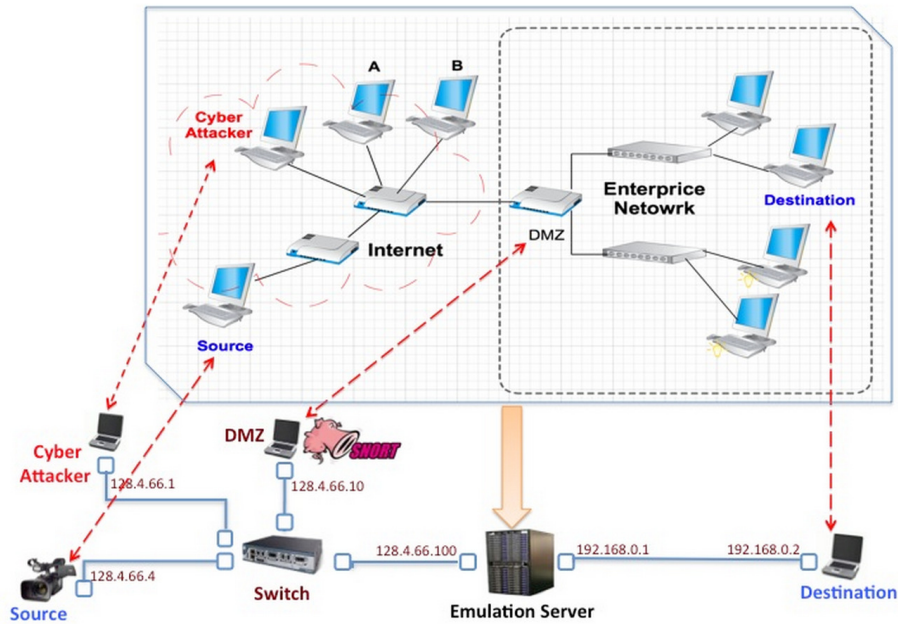 A
B
Cyber
Attacker
Enterprice
Netowrk
Destination
DMZ
Internet
Source
DMZ
SNORT
Cyber
Attacker
128.4.66.1
128.4.66.10
128.4.66.100
192.168.0.1
192.168.0.2
128.4.66.4
Switch
Source
Emulation Server
Destination